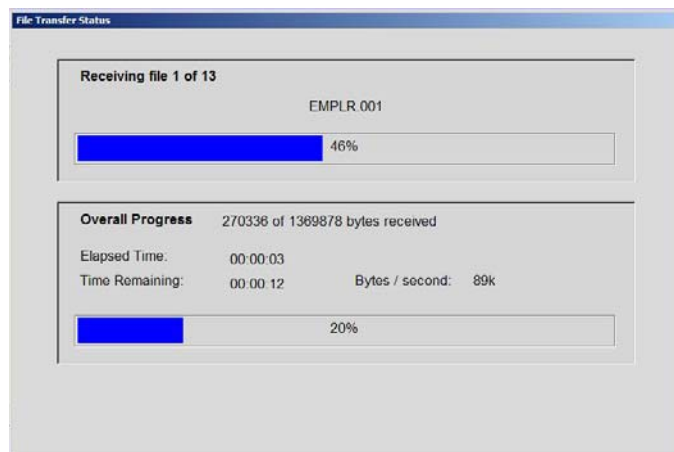 File Transfer Status
Receiving file 1 of 13
EMPLR.001
46%
Overall Progress 270336 of 1369878 bytes received
Elapsed Time: 00:00:03
Time Remaining: 00:00:12 Bytes / second: 89k
20%